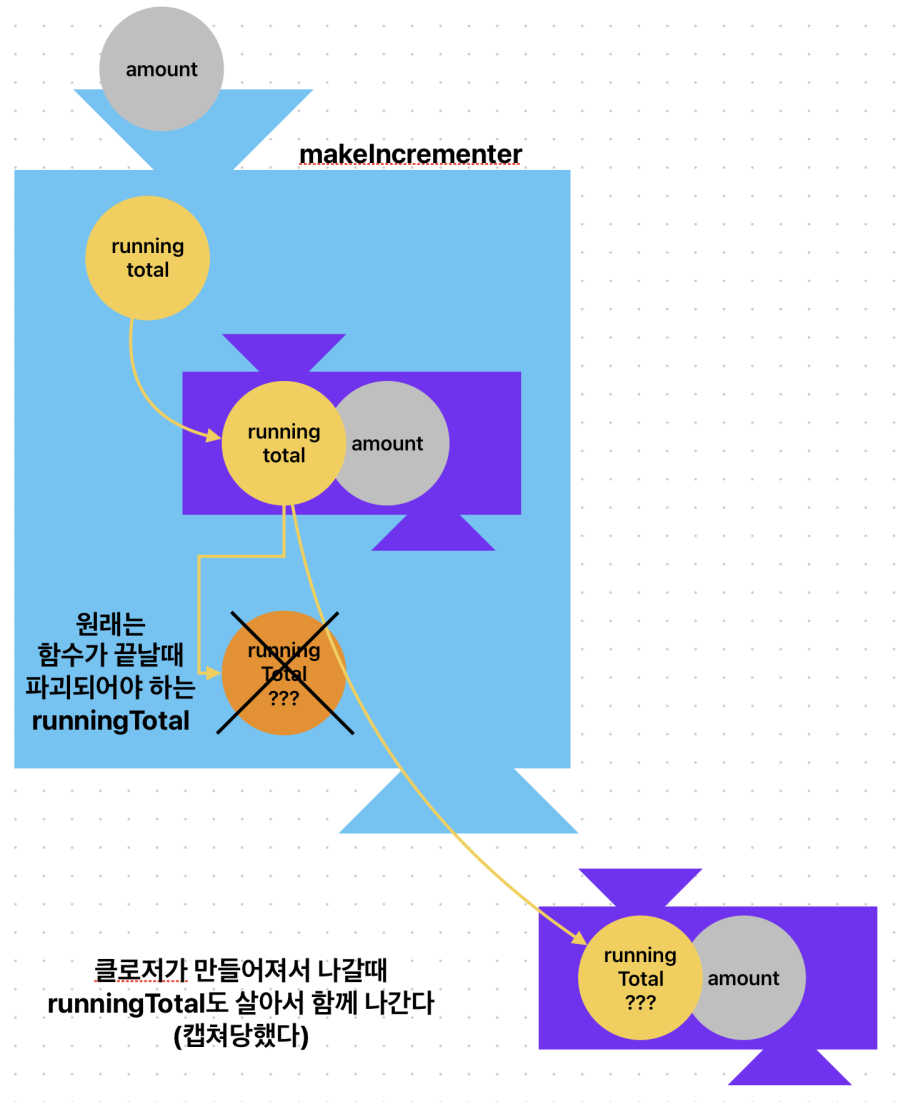 amount
makeIncrementer
running
total
running
total
amount
원래는
함수가 끝날때
파괴되어야 하는
runningTotal
running
Total
???
클로저가 만들어져서 나갈때
runningTotal도 살아서 함께 나간다
(캡쳐당했다)
running
Total
???
amount